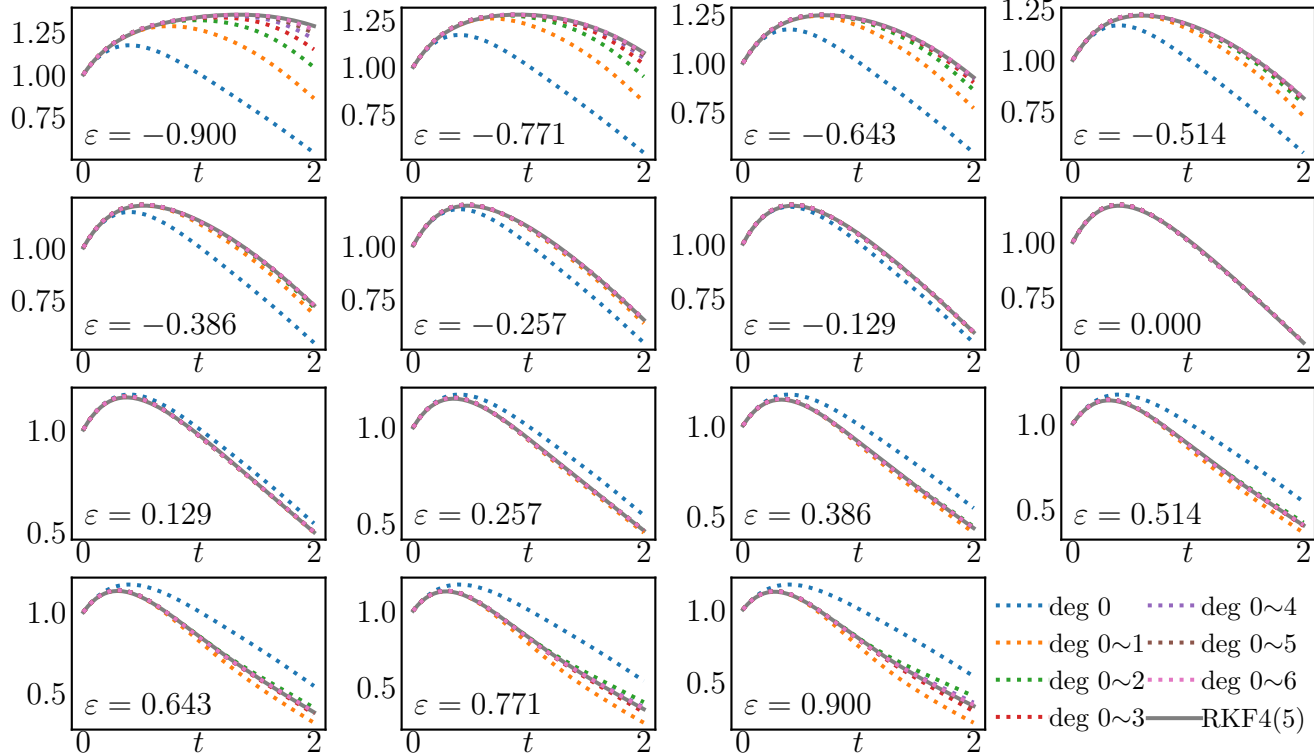 1.25
1.00
0.75
ε = −0.900
0 t 2
1.25
1.00
0.75
ε = −0.771
0 t 2
1.25
1.00
0.75
ε = −0.643
0 t 2
1.25
1.00
0.75
ε = −0.514
0 t 2
1.00
0.75
ε = −0.386
0 t 2
1.00
0.75
ε = −0.257
0 t 2
1.00
0.75
ε = −0.129
0 t 2
1.00
0.75
ε = 0.000
0 t 2
1.0
0.5
ε = 0.129
0 t 2
1.0
0.5
ε = 0.257
0 t 2
1.0
0.5
ε = 0.386
0 t 2
1.0
0.5
ε = 0.514
0 t 2
1.0
0.5
ε = 0.643
0 t 2
1.0
0.5
ε = 0.771
0 t 2
1.0
0.5
ε = 0.900
0 t 2
deg 0
deg 0~1
deg 0~2
deg 0~3
deg 0~4
deg 0~5
deg 0~6
RKF4(5)